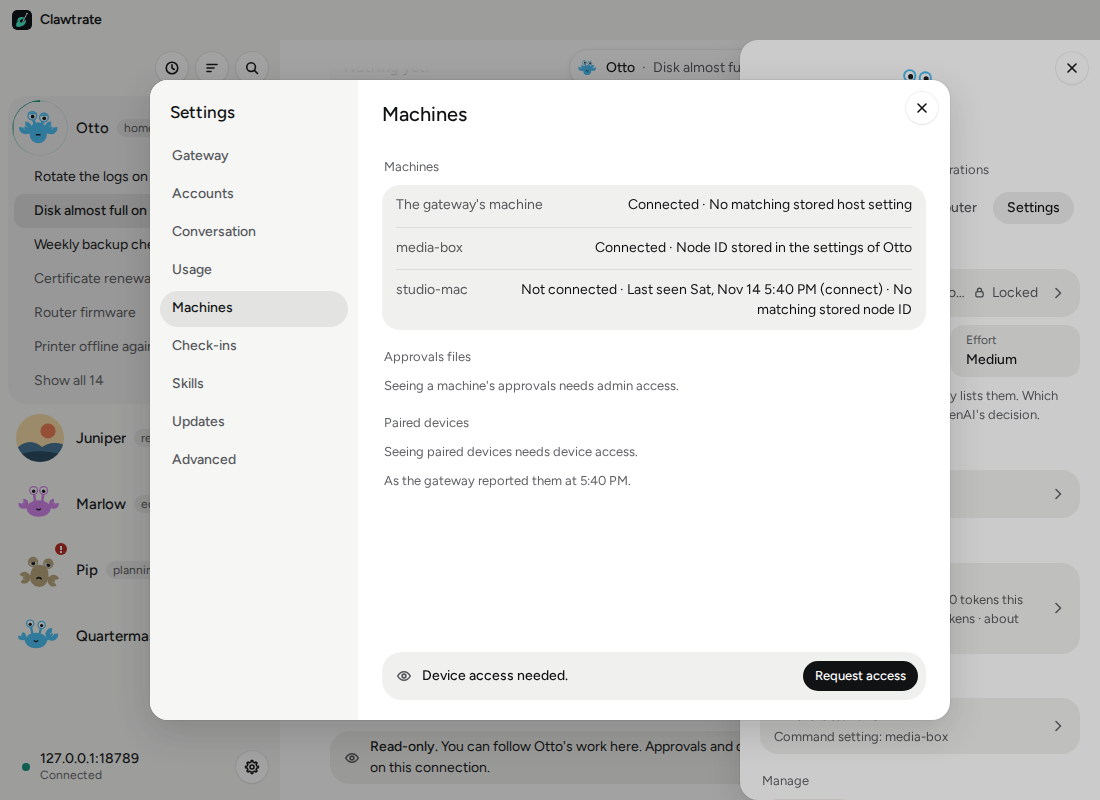 Clawtrate
Otto · Disk almost fu
Otto home
Rotate the logs on
Disk almost full on
Weekly backup che
Certificate renewa
Router firmware
Printer offline again
Show all 14
Juniper re
Marlow
Pip plannin
Quarterma
127.0.0.1:18789
Connected
Settings
Gateway
Accounts
Conversation
Usage
Machines
Check-ins
Skills
Updates
Advanced
Machines
Machines
The gateway's machine Connected · No matching stored host setting
media-box Connected · Node ID stored in the settings of Otto
studio-mac Not connected · Last seen Sat, Nov 14 5:40 PM (connect) · No
matching stored node ID
Approvals files
Seeing a machine's approvals needs admin access.
Paired devices
Seeing paired devices needs device access.
As the gateway reported them at 5:40 PM.
Device access needed.
Request access
Read-only. You can follow Otto's work here. Approvals and
on this connection.
rations
uter Settings
Locked
Effort
Medium
y lists them. Which
enAI's decision.
0 tokens this
kens · about
Command setting: media-box
Manage